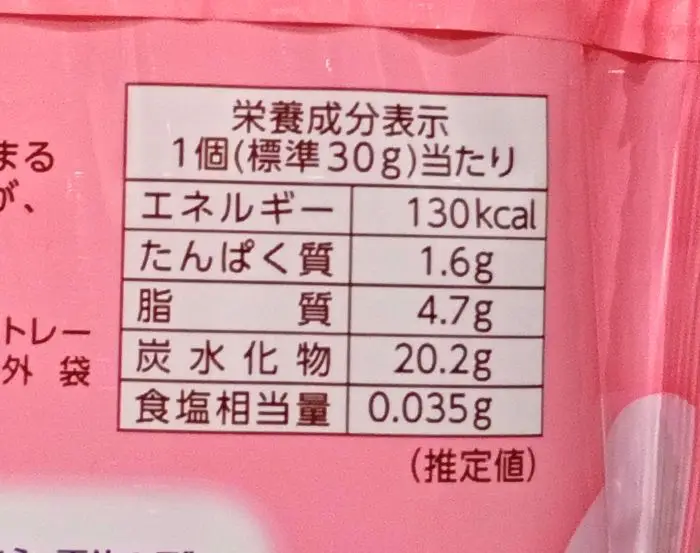 栄養成分表示
1個(標準30g)当たり
エネルギー 130kcal
たんぱく質 1.6g
脂質 4.7g
炭水化物 20.2g
食塩相当量 0.035g
(推定値)
まる
が、
トレー
外袋